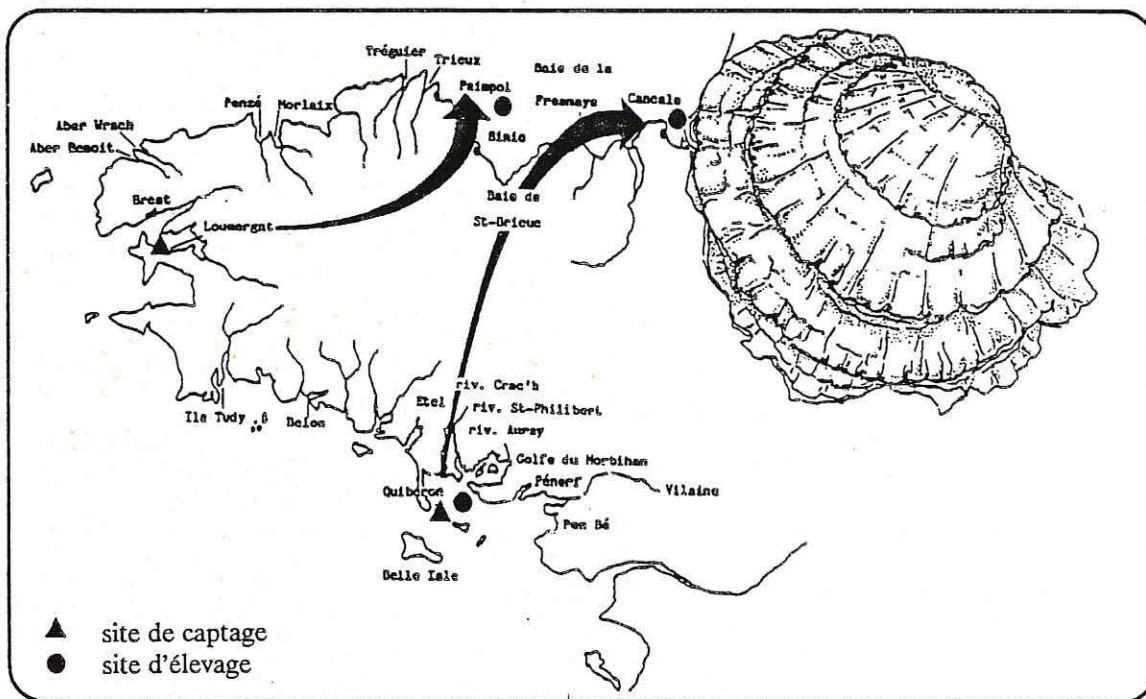 Tréguier
Trieux
Paimpol
Baie de la
Fresnaye
Cancale
Penzé
Morlaix
Aber Wrach
Aber Benoit
Brest
Baie de
St-Brieuc
riv. Crac'h
Etel
riv. St-Philibert
riv. Auray
Ile Tudy
Belon
Golfe du Morbihan
Quiberon
Pénerf
Vilaine
Pen Bé
Belle Isle
site de captage
site d'élevage